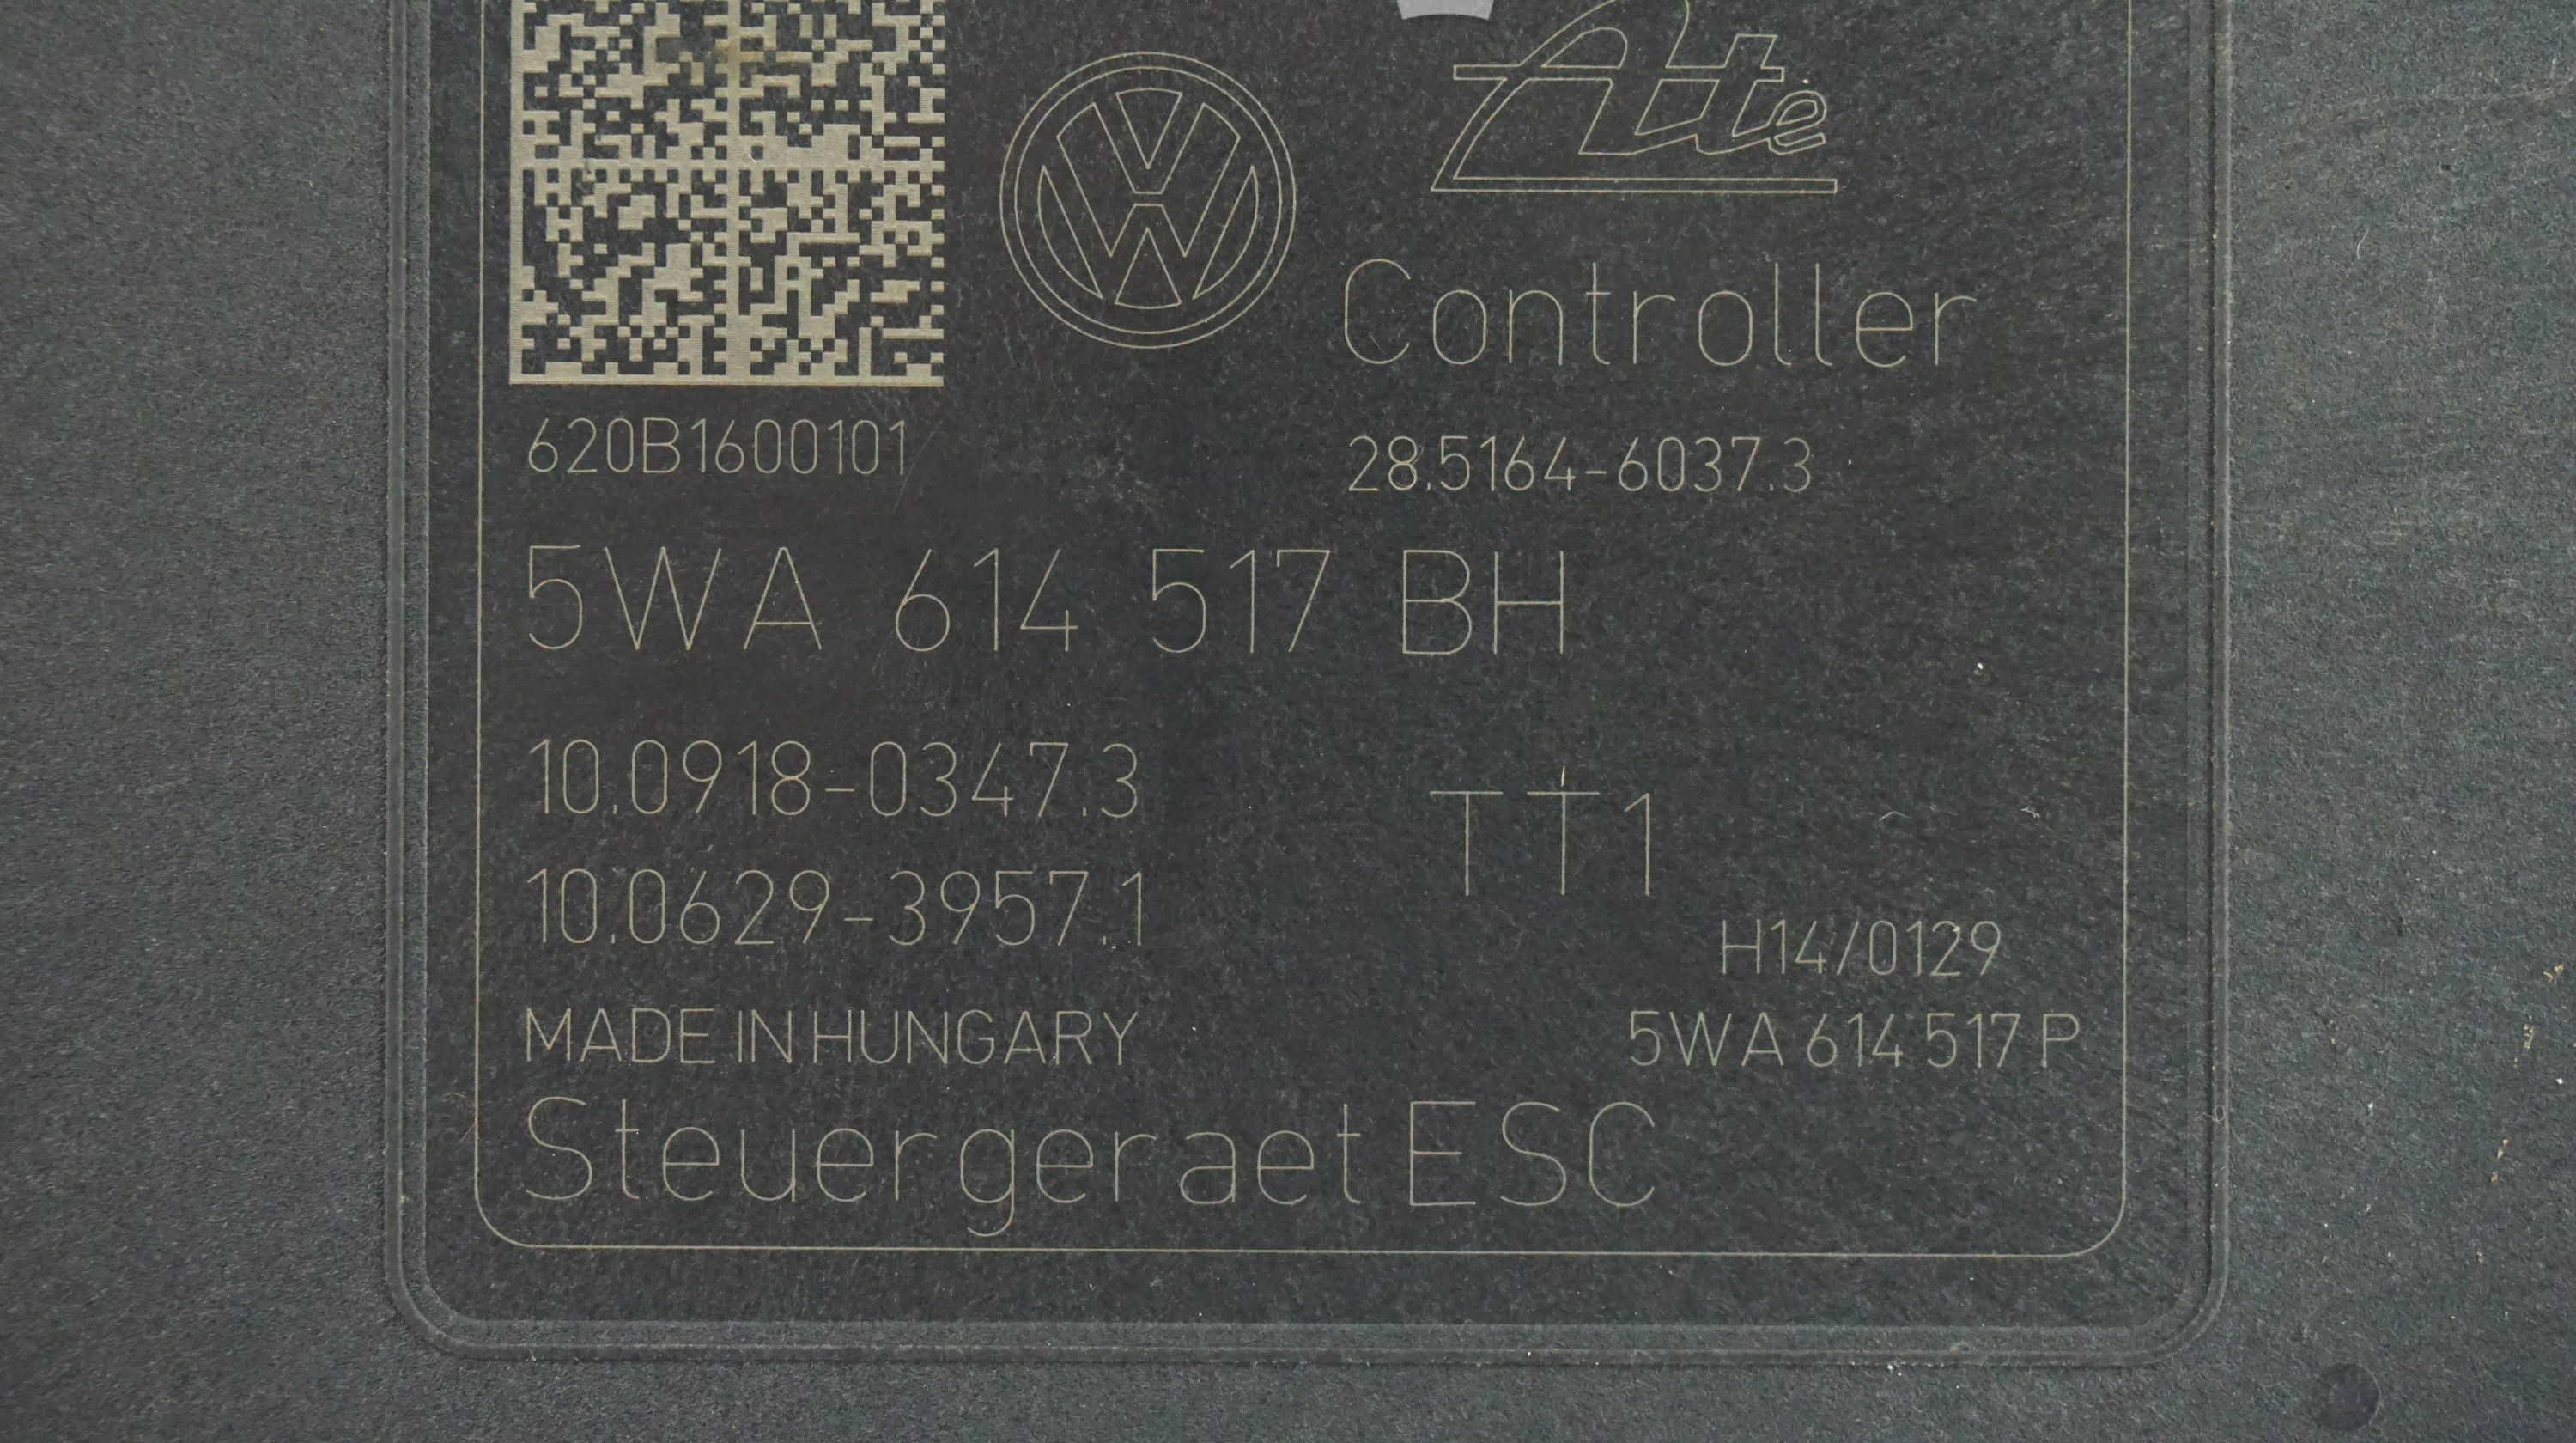 Ate
Controller
620B1600101
28.5164-6037.3
5WA 614 517 BH
10.0918-0347.3
TT1
10.0629-3957.1
H14/0129
MADE IN HUNGARY
5WA 614 517 P
Steuergeraet ESC